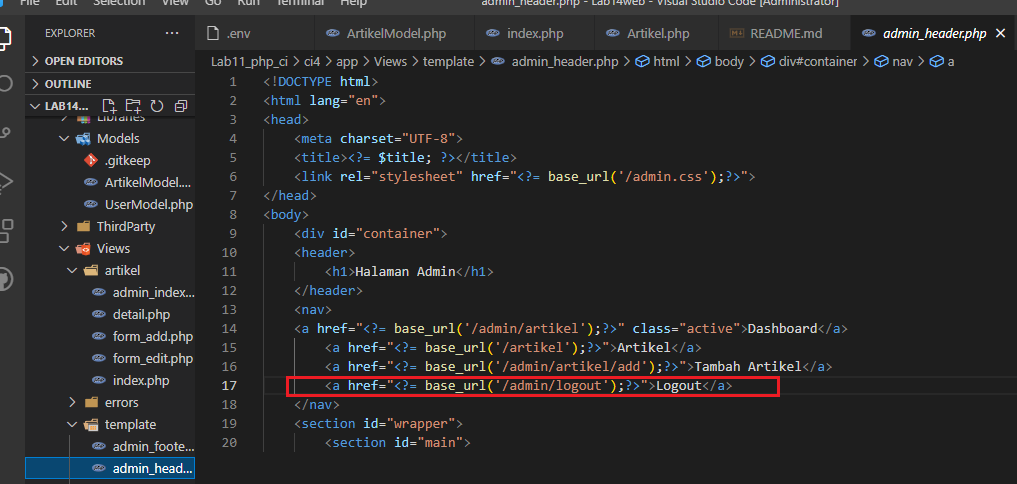 File Edit Selection View Go Run Terminal Help admin_header.php - Lab14web - Visual Studio Code [Administrator]
EXPLORER ···
.env ArtikelModel.php index.php Artikel.php README.md admin_header.php
OPEN EDITORS
OUTLINE
LAB14...
Libraries
Models
.gitkeep
ArtikelModel....
UserModel.php
ThirdParty
Views
artikel
admin_index...
detail.php
form_add.php
form_edit.php
index.php
errors
template
admin_foote...
admin_head...
Lab11_php_ci > ci4 > app > Views > template > admin_header.php > html > body > div#container > nav > a
1 <!DOCTYPE html>
2 <html lang="en">
3 <head>
4 <meta charset="UTF-8">
5 <title><?= $title; ?></title>
6 <link rel="stylesheet" href="<?= base_url('/admin.css');?>">
7 </head>
8 <body>
9 <div id="container">
10 <header>
11 <h1>Halaman Admin</h1>
12 </header>
13 <nav>
14 <a href="<?= base_url('/admin/artikel');?>" class="active">Dashboard</a>
15 <a href="<?= base_url('/artikel');?>">Artikel</a>
16 <a href="<?= base_url('/admin/artikel/add');?>">Tambah Artikel</a>
17 <a href="<?= base_url('/admin/logout');?>">Logout</a>
18 </nav>
19 <section id="wrapper">
20 <section id="main">